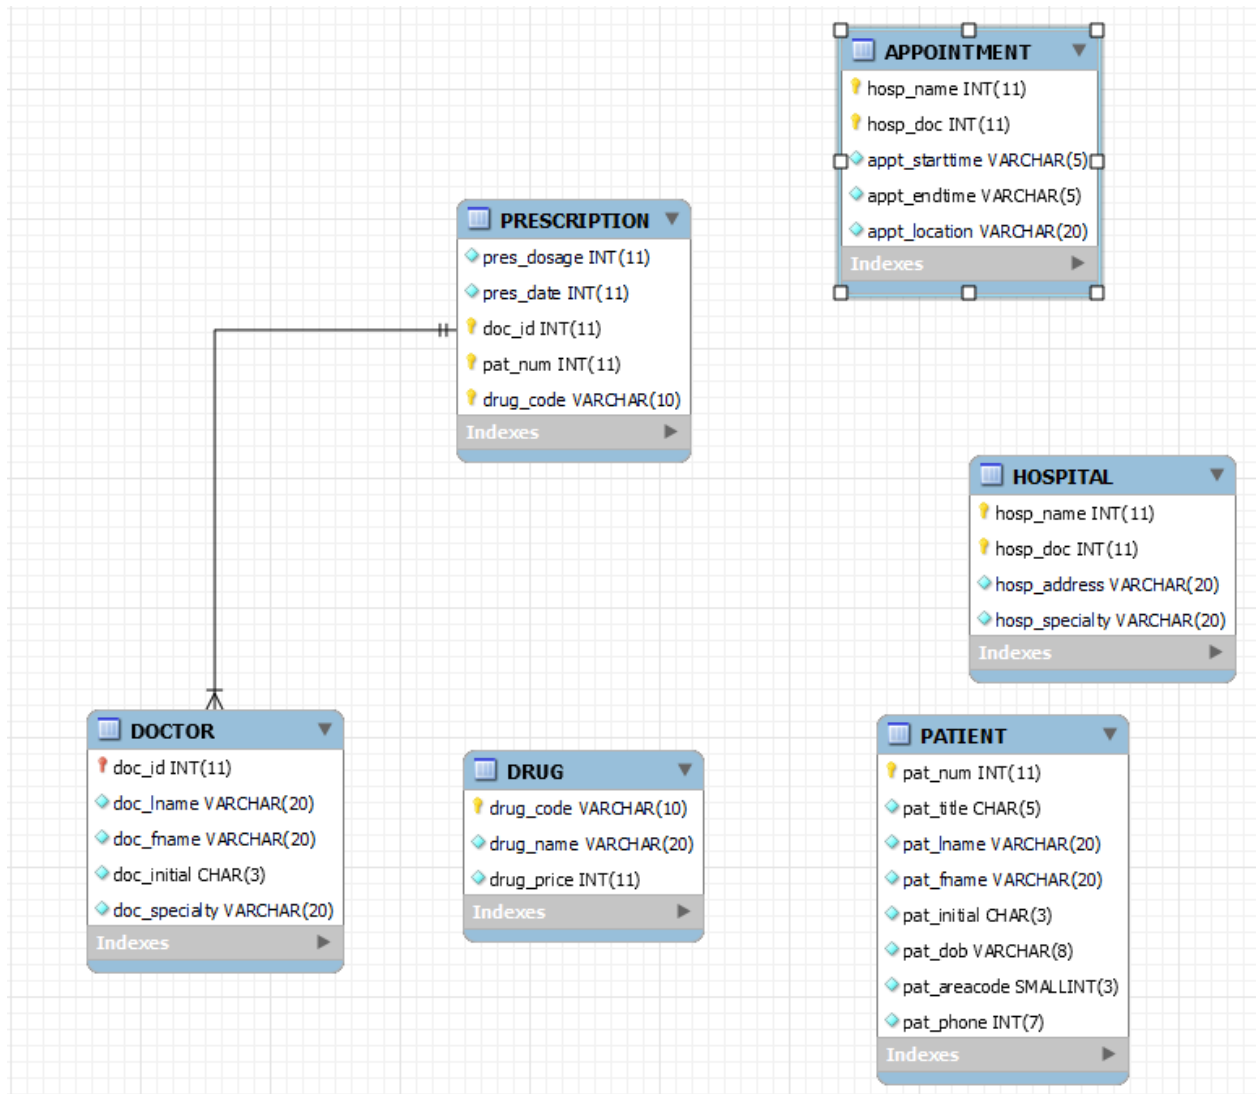 APPOINTMENT
hosp_name INT(11)
hosp_doc INT(11)
appt_starttime VARCHAR(5)
appt_endtime VARCHAR(5)
appt_location VARCHAR(20)
Indexes
PRESCRIPTION
pres_dosage INT(11)
pres_date INT(11)
doc_id INT(11)
pat_num INT(11)
drug_code VARCHAR(10)
Indexes
HOSPITAL
hosp_name INT(11)
hosp_doc INT(11)
hosp_address VARCHAR(20)
hosp_specialty VARCHAR(20)
Indexes
DOCTOR
doc_id INT(11)
doc_lname VARCHAR(20)
doc_fname VARCHAR(20)
doc_initial CHAR(3)
doc_specialty VARCHAR(20)
Indexes
DRUG
drug_code VARCHAR(10)
drug_name VARCHAR(20)
drug_price INT(11)
Indexes
PATIENT
pat_num INT(11)
pat_title CHAR(5)
pat_lname VARCHAR(20)
pat_fname VARCHAR(20)
pat_initial CHAR(3)
pat_dob VARCHAR(8)
pat_areacode SMALLINT(3)
pat_phone INT(7)
Indexes